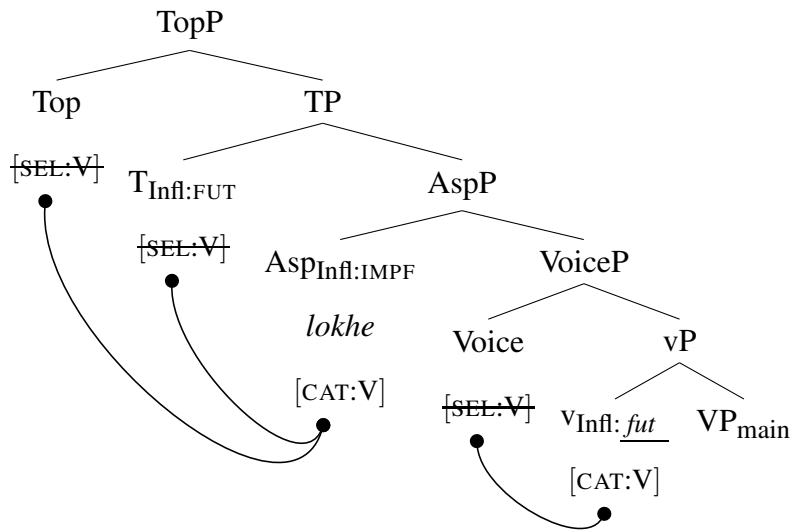 TopP
Top TP
[SEL:V] T Infl:FUT AspP
[SEL:V] Asp Infl:IMPF VoiceP
lokhe Voice vP
[CAT:V] [SEL:V] v Infl: fut VP main
[CAT:V]